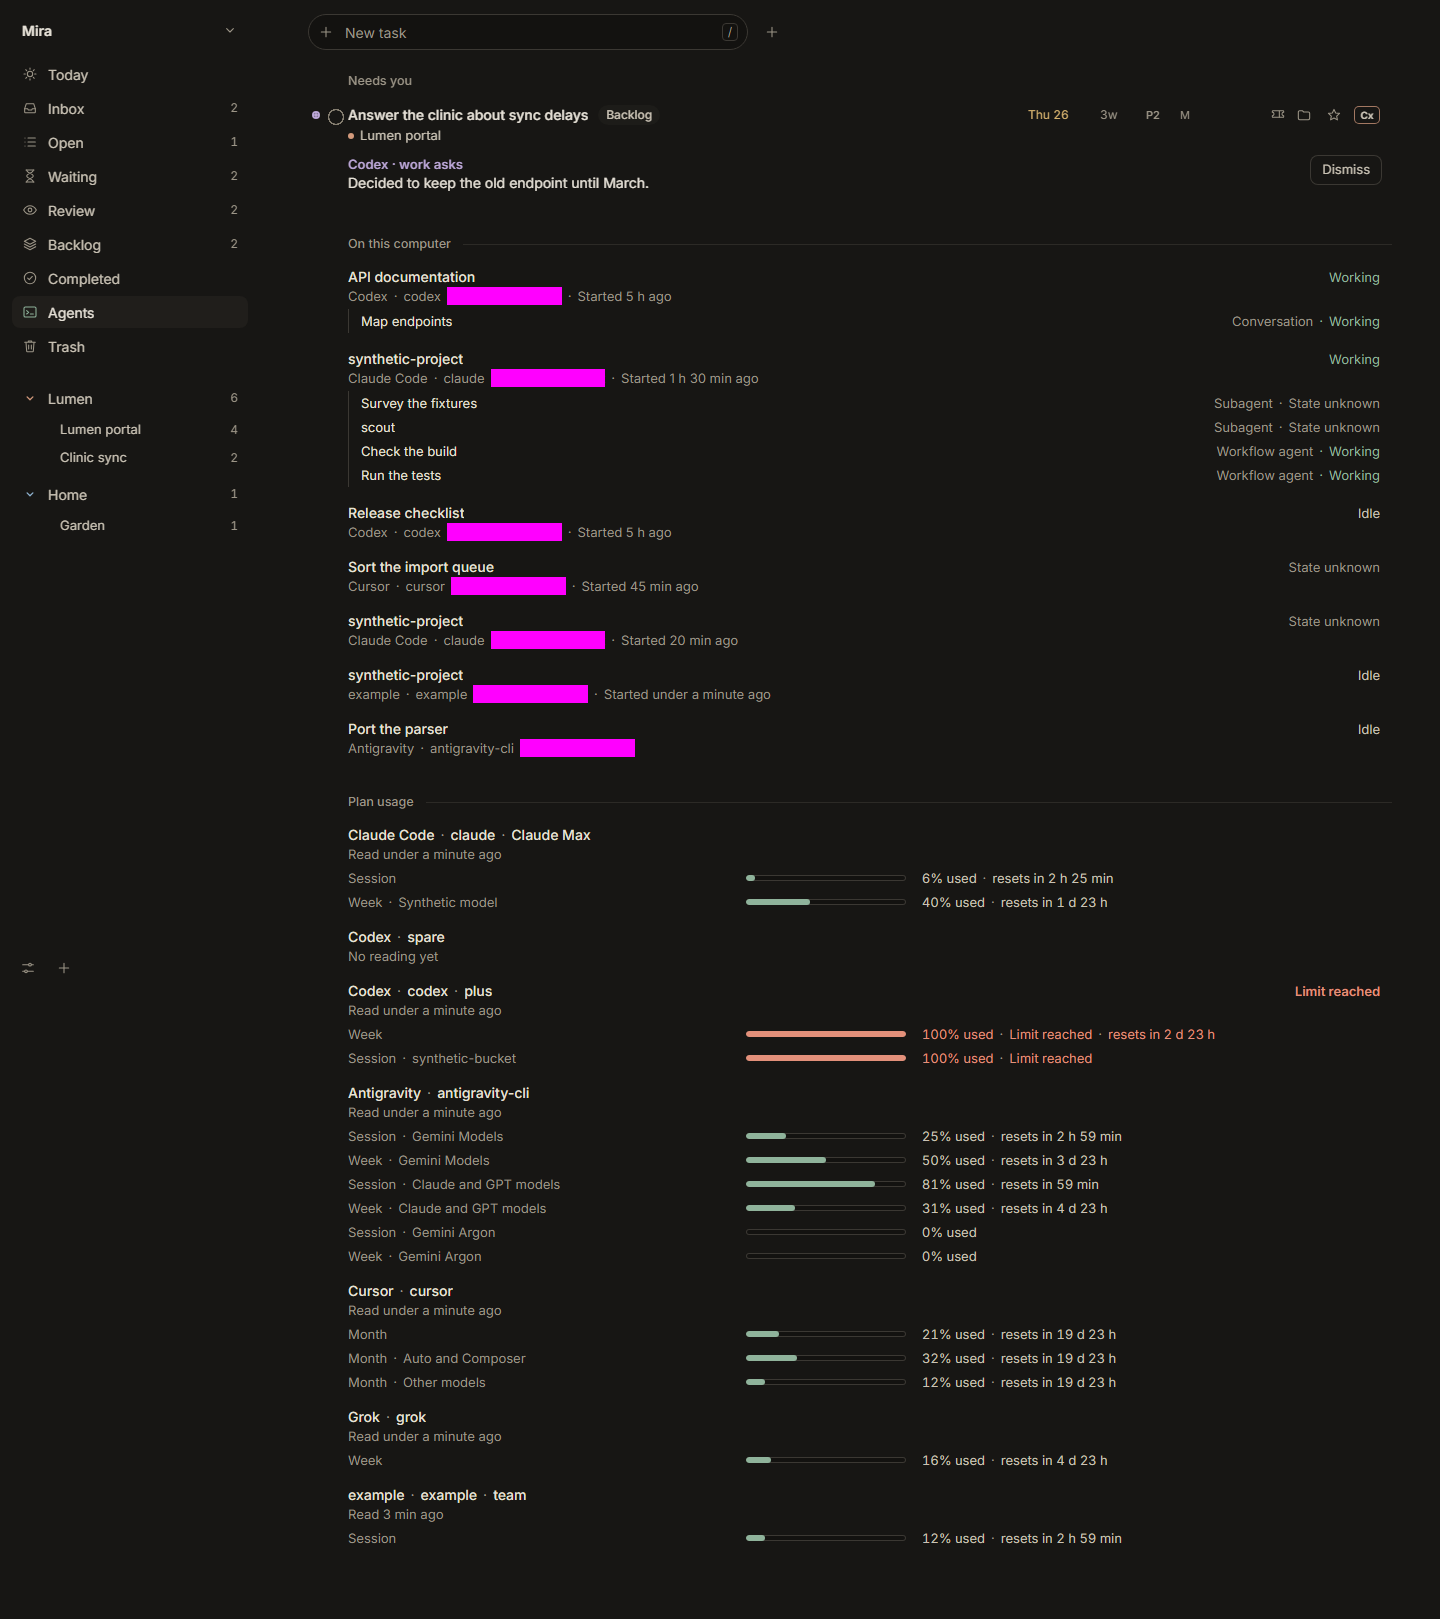 Mira
Today
Inbox 2
Open 1
Waiting 2
Review 2
Backlog 2
Completed
Agents
Trash
Lumen 6
Lumen portal 4
Clinic sync 2
Home 1
Garden 1
New task /
Needs you
Answer the clinic about sync delays Backlog Thu 26 3w P2 M Cx
Lumen portal
Codex · work asks
Decided to keep the old endpoint until March.
Dismiss
On this computer
API documentation Working
Codex · codex · Started 5 h ago
Map endpoints Conversation · Working
synthetic-project Working
Claude Code · claude · Started 1 h 30 min ago
Survey the fixtures Subagent · State unknown
scout Subagent · State unknown
Check the build Workflow agent · Working
Run the tests Workflow agent · Working
Release checklist Idle
Codex · codex · Started 5 h ago
Sort the import queue State unknown
Cursor · cursor · Started 45 min ago
synthetic-project State unknown
Claude Code · claude · Started 20 min ago
synthetic-project Idle
example · example · Started under a minute ago
Port the parser Idle
Antigravity · antigravity-cli
Plan usage
Claude Code · claude · Claude Max
Read under a minute ago
Session 6% used · resets in 2 h 25 min
Week · Synthetic model 40% used · resets in 1 d 23 h
Codex · spare
No reading yet
Codex · codex · plus Limit reached
Read under a minute ago
Week 100% used · Limit reached · resets in 2 d 23 h
Session · synthetic-bucket 100% used · Limit reached
Antigravity · antigravity-cli
Read under a minute ago
Session · Gemini Models 25% used · resets in 2 h 59 min
Week · Gemini Models 50% used · resets in 3 d 23 h
Session · Claude and GPT models 81% used · resets in 59 min
Week · Claude and GPT models 31% used · resets in 4 d 23 h
Session · Gemini Argon 0% used
Week · Gemini Argon 0% used
Cursor · cursor
Read under a minute ago
Month 21% used · resets in 19 d 23 h
Month · Auto and Composer 32% used · resets in 19 d 23 h
Month · Other models 12% used · resets in 19 d 23 h
Grok · grok
Read under a minute ago
Week 16% used · resets in 4 d 23 h
example · example · team
Read 3 min ago
Session 12% used · resets in 2 h 59 min